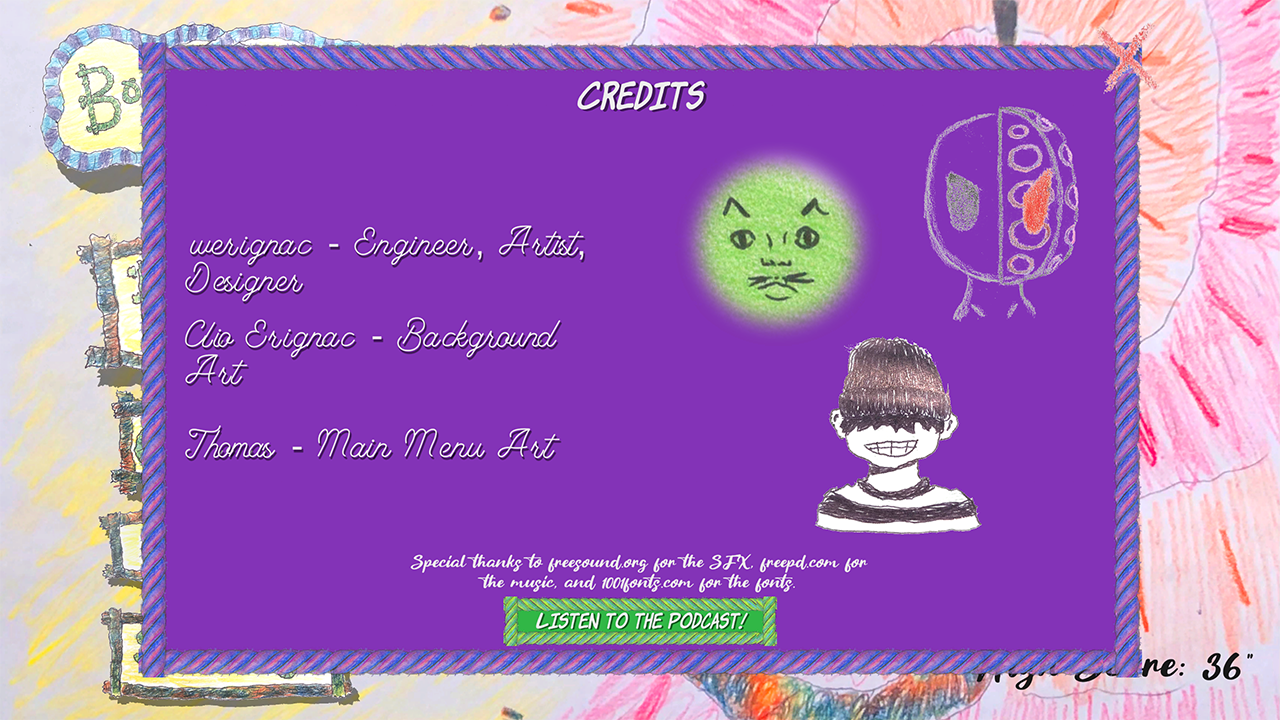 CREDITS
werignac - Engineer, Artist,
Designer
Clio Erignac - Background
Art
Thomas - Main Menu Art
Special thanks to freesound.org for the SFX, freepd.com for
the music, and 1001fonts.com for the fonts.
LISTEN TO THE PODCAST!
36"